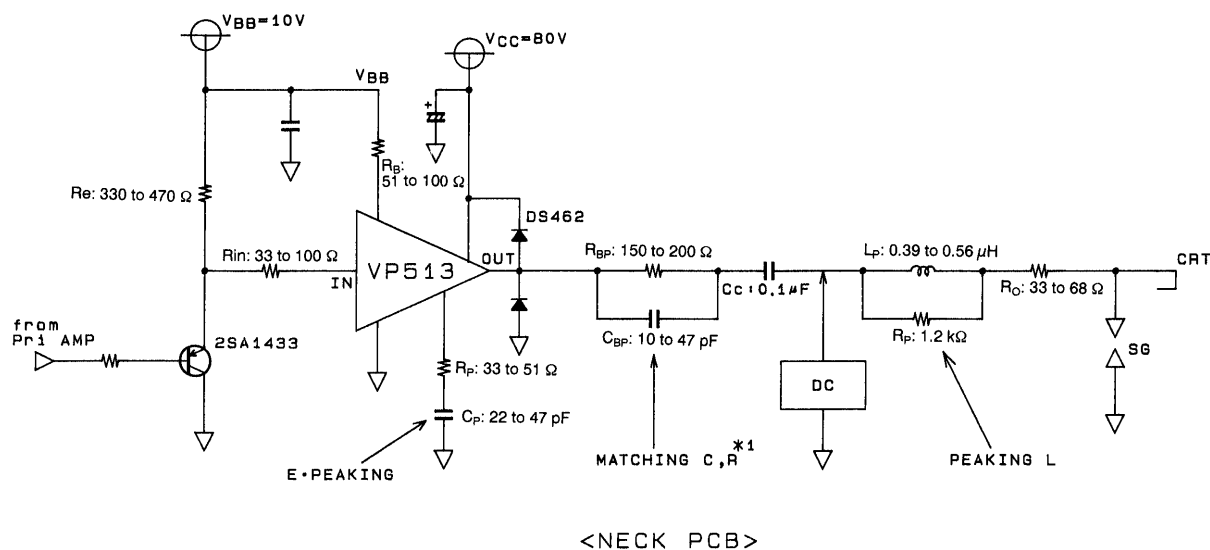 VBB=10V
VCC=80V
VBB
RB:
51 to 100 Ω
Re: 330 to 470 Ω
DS462
Rin: 33 to 100 Ω
VP513
IN
OUT
RBP: 150 to 200 Ω
LP: 0.39 to 0.56 μH
CRT
Cc:0.1μF
RO: 33 to 68 Ω
from
Pri AMP
2SA1433
CBP: 10 to 47 pF
RP: 1.2 kΩ
SG
RP: 33 to 51 Ω
DC
CP: 22 to 47 pF
E·PEAKING
MATCHING C,R*1
PEAKING L
<NECK PCB>